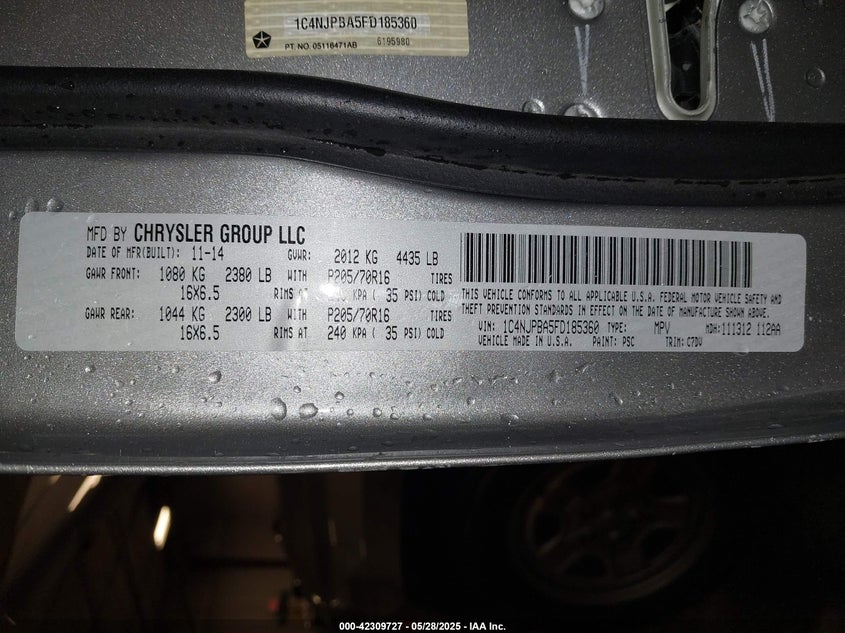 1C4NJPBA5FD185360
PT. NO. 05116471AB 6195980
MFD BY CHRYSLER GROUP LLC
DATE OF MFR(BUILT): 11-14 GVWR: 2012 KG 4435 LB
GAWR FRONT: 1080 KG 2380 LB WITH P205/70R16 TIRES
16X6.5 RIMS AT KPA ( 35 PSI) COLD
GAWR REAR: 1044 KG 2300 LB WITH P205/70R16 TIRES
16X6.5 RIMS AT 240 KPA ( 35 PSI) COLD
THIS VEHICLE CONFORMS TO ALL APPLICABLE U.S.A. FEDERAL MOTOR VEHICLE SAFETY AND
THEFT PREVENTION STANDARDS IN EFFECT ON THE DATE OF MANUFACTURE SHOWN ABOVE.
VIN: 1C4NJPBA5FD185360 TYPE: MPV MDH:111312 112AA
VEHICLE MADE IN U.S.A. PAINT: PSC TRIM: C7DV
000-42309727 - 05/28/2025 - IAA Inc.